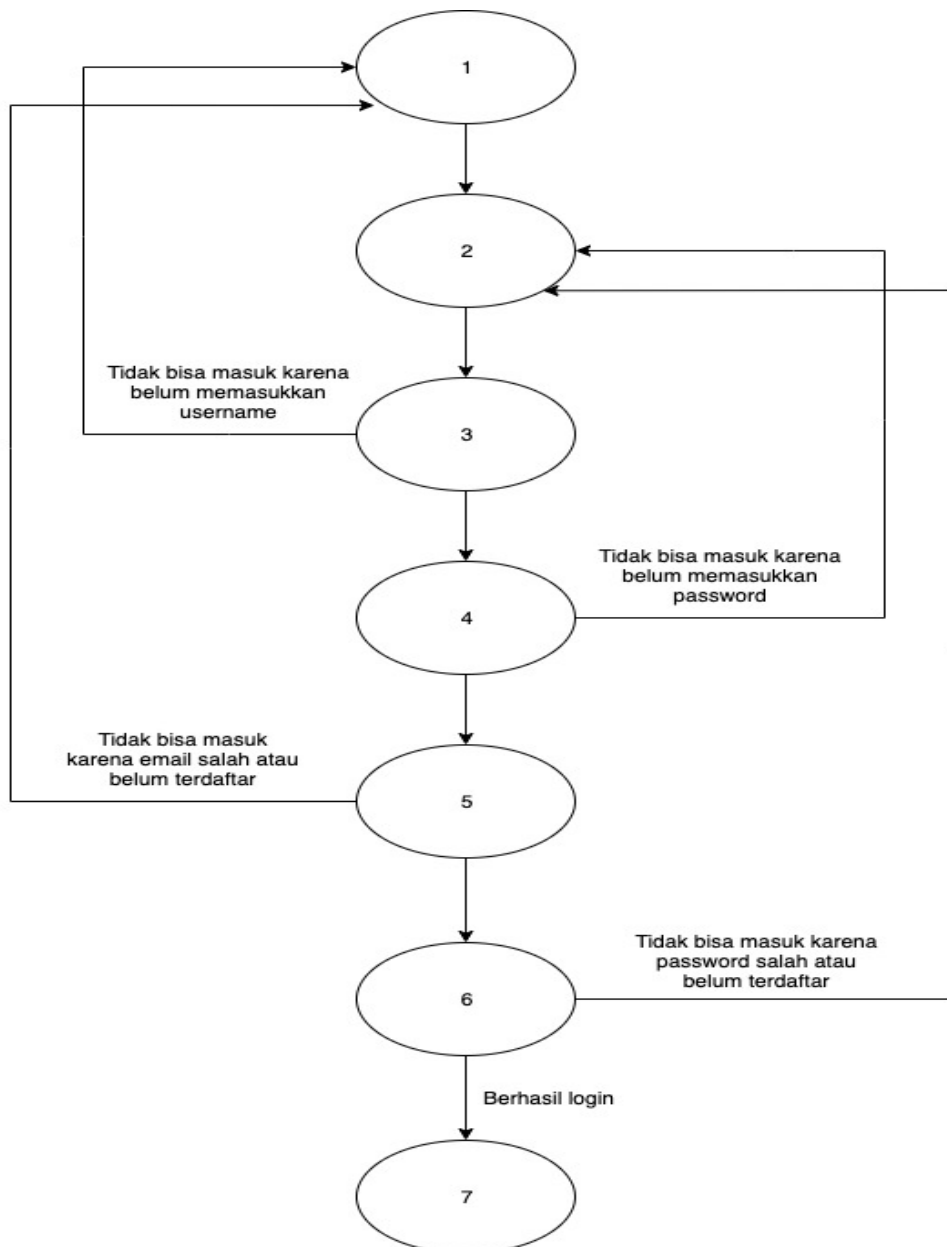 1
2
Tidak bisa masuk karena
belum memasukkan
username
3
Tidak bisa masuk karena
belum memasukkan
password
4
Tidak bisa masuk
karena email salah atau
belum terdaftar
5
Tidak bisa masuk karena
password salah atau
belum terdaftar
6
Berhasil login
7